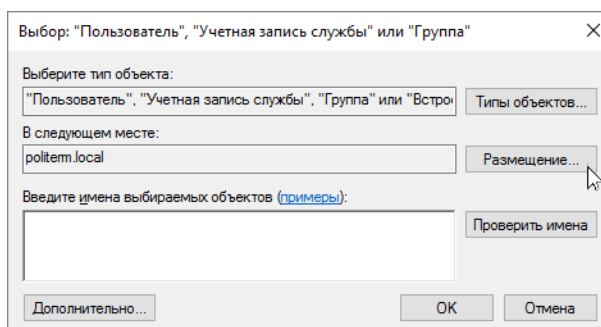 Выбор: "Пользователь", "Учетная запись службы" или "Группа"
Выберите тип объекта:
"Пользователь", "Учетная запись службы", "Группа" или "Встро
Типы объектов...
В следующем месте:
politerm.local
Размещение...
Введите имена выбираемых объектов (примеры):
Проверить имена
Дополнительно...
OK
Отмена